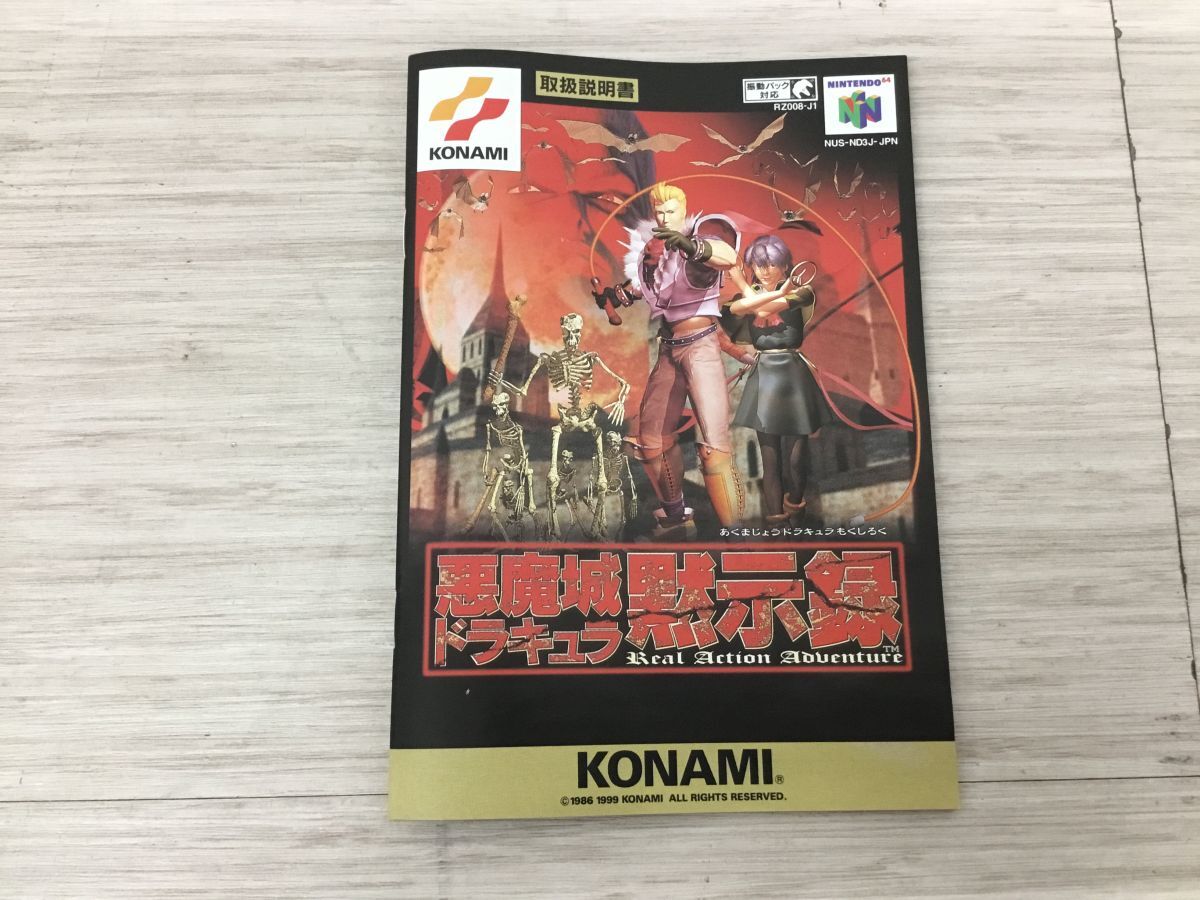 KONAMI
取扱説明書
振動パック
対応
RZ008-J1
NINTENDO64
NUS-ND3J-JPN
あくまじょうドラキュラもくしろく
悪魔城
ドラキュラ
黙示録
Real Action Adventure
TM
KONAMI®
©1986 1999 KONAMI ALL RIGHTS RESERVED.